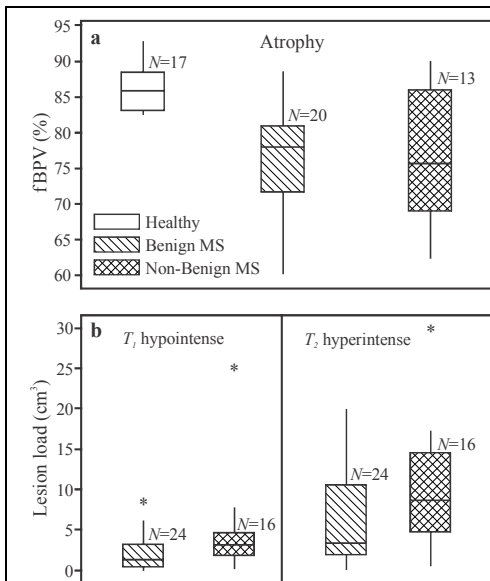 95
a
Atrophy
90
N=17
N=13
85
N=20
80
fBPV (%)
75
70
Healthy
65
Benign MS
60
Non-Benign MS
30
b
T1 hypointense
T2 hyperintense
*
*
25
Lesion load (cm³)
20
15
N=24
N=16
10
*
5
N=24
N=16
0